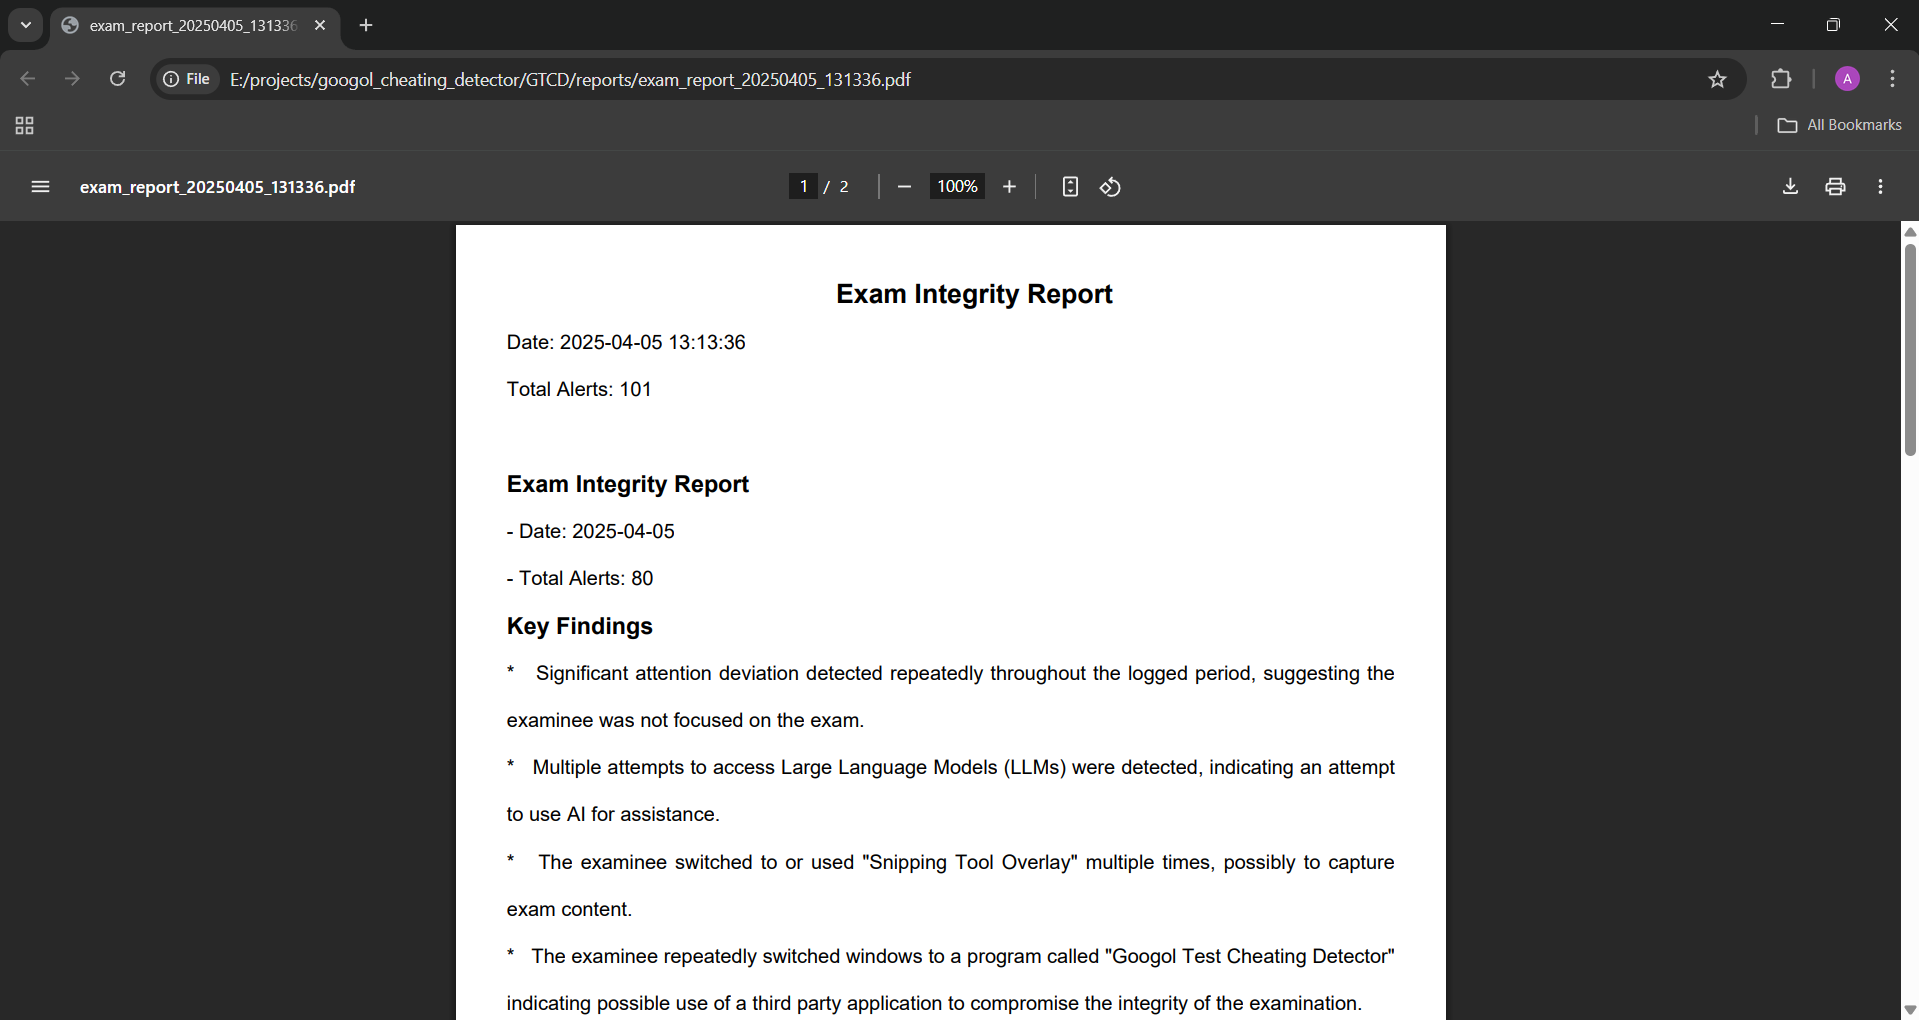 exam_report_20250405_131336
File
E:/projects/googol_cheating_detector/GTCD/reports/exam_report_20250405_131336.pdf
A
All Bookmarks
exam_report_20250405_131336.pdf
1 / 2
100%
Exam Integrity Report
Date: 2025-04-05 13:13:36
Total Alerts: 101
Exam Integrity Report
- Date: 2025-04-05
- Total Alerts: 80
Key Findings
* Significant attention deviation detected repeatedly throughout the logged period, suggesting the
examinee was not focused on the exam.
* Multiple attempts to access Large Language Models (LLMs) were detected, indicating an attempt
to use AI for assistance.
* The examinee switched to or used "Snipping Tool Overlay" multiple times, possibly to capture
exam content.
* The examinee repeatedly switched windows to a program called "Googol Test Cheating Detector"
indicating possible use of a third party application to compromise the integrity of the examination.